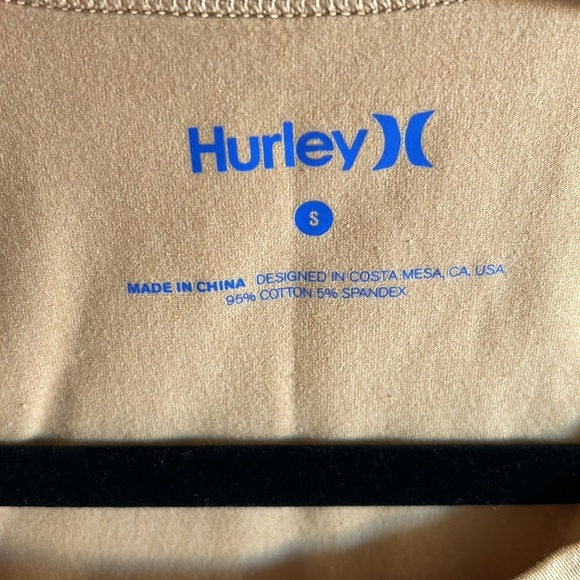 Hurley
S
MADE IN CHINA DESIGNED IN COSTA MESA, CA, USA
95% COTTON 5% SPANDEX